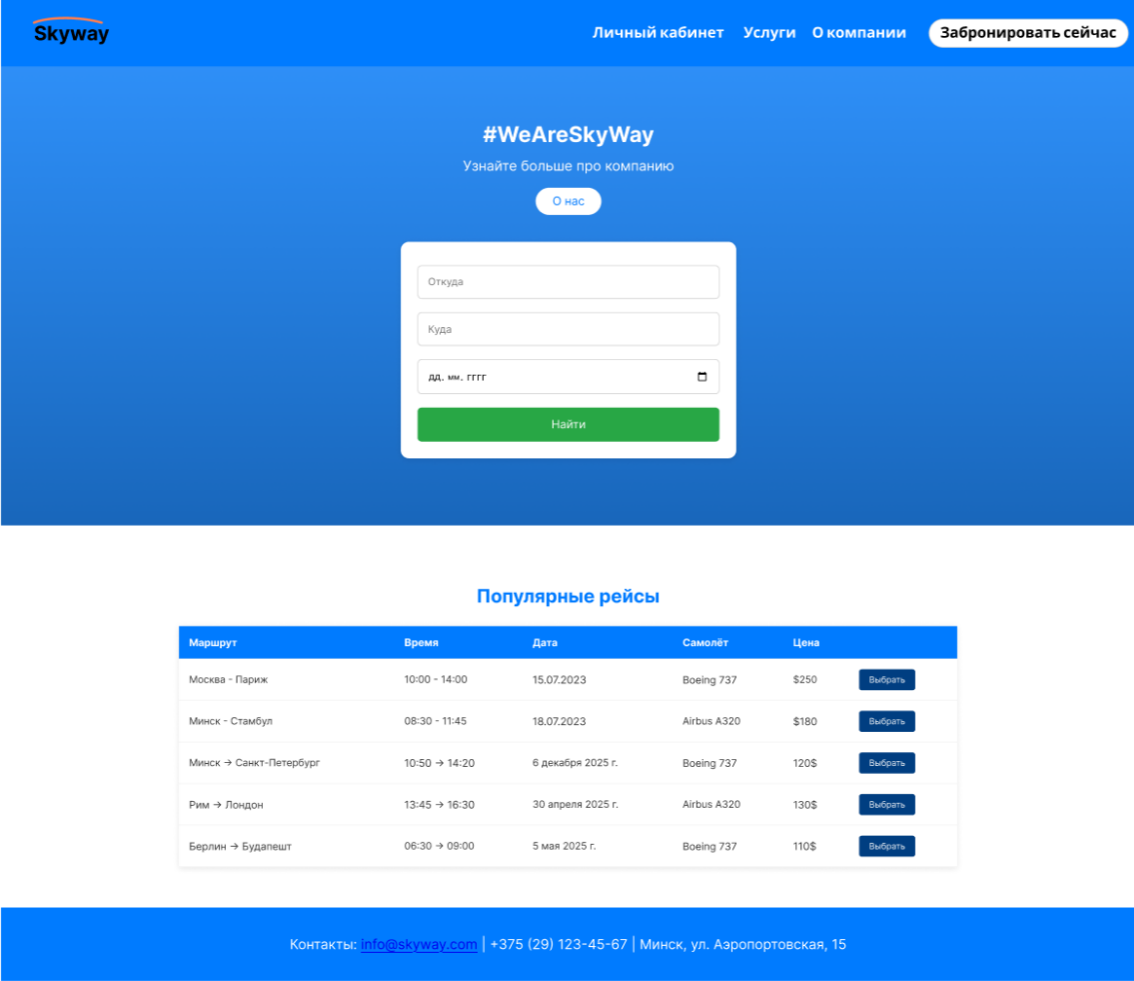 Skyway
Личный кабинет Услуги О компании Забронировать сейчас
#WeAreSkyWay
Узнайте больше про компанию
О нас
Откуда
Куда
дд. мм. гггг
Найти
Популярные рейсы
Маршрут Время Дата Самолёт Цена
Москва - Париж 10:00 - 14:00 15.07.2023 Boeing 737 $250 Выбрать
Минск - Стамбул 08:30 - 11:45 18.07.2023 Airbus A320 $180 Выбрать
Минск → Санкт-Петербург 10:50 → 14:20 6 декабря 2025 г. Boeing 737 120$ Выбрать
Рим → Лондон 13:45 → 16:30 30 апреля 2025 г. Airbus A320 130$ Выбрать
Берлин → Будапешт 06:30 → 09:00 5 мая 2025 г. Boeing 737 110$ Выбрать
Контакты: info@skyway.com | +375 (29) 123-45-67 | Минск, ул. Аэропортовская, 15